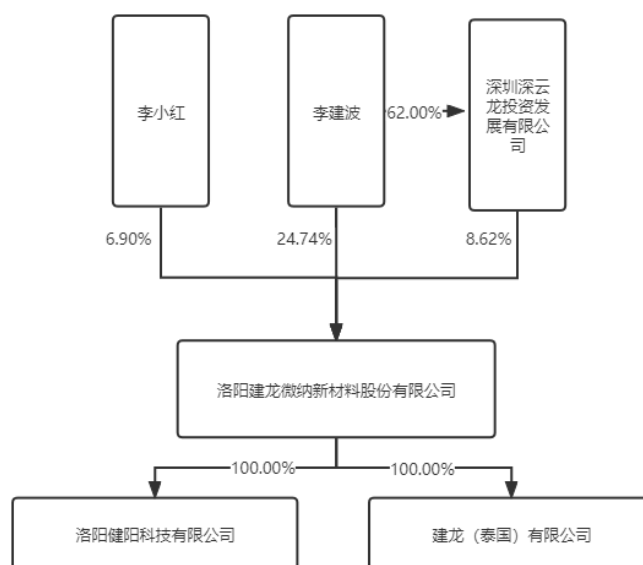 李小红
李建波
62.00%
深圳深云
龙投资发
展有限公
司
6.90%
24.74%
8.62%
洛阳建龙微纳新材料股份有限公司
100.00%
100.00%
洛阳健阳科技有限公司
建龙（泰国）有限公司